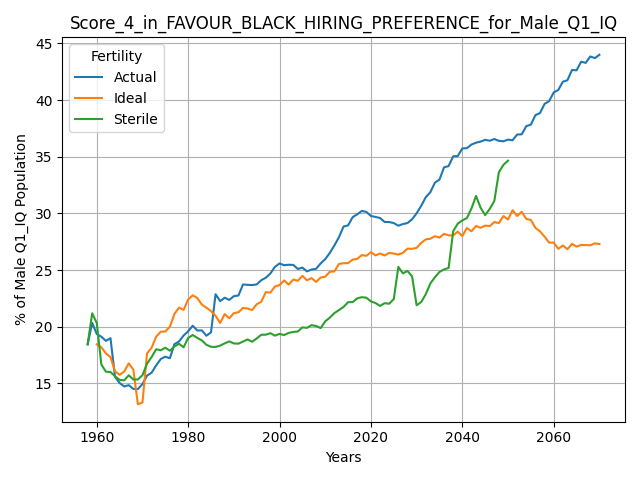 Score_4_in_FAVOUR_BLACK_HIRING_PREFERENCE_for_Male_Q1_IQ
45
40
35
30
25
20
15
% of Male Q1_IQ Population
Fertility
Actual
Ideal
Sterile
1960
1980
2000
2020
2040
2060
Years